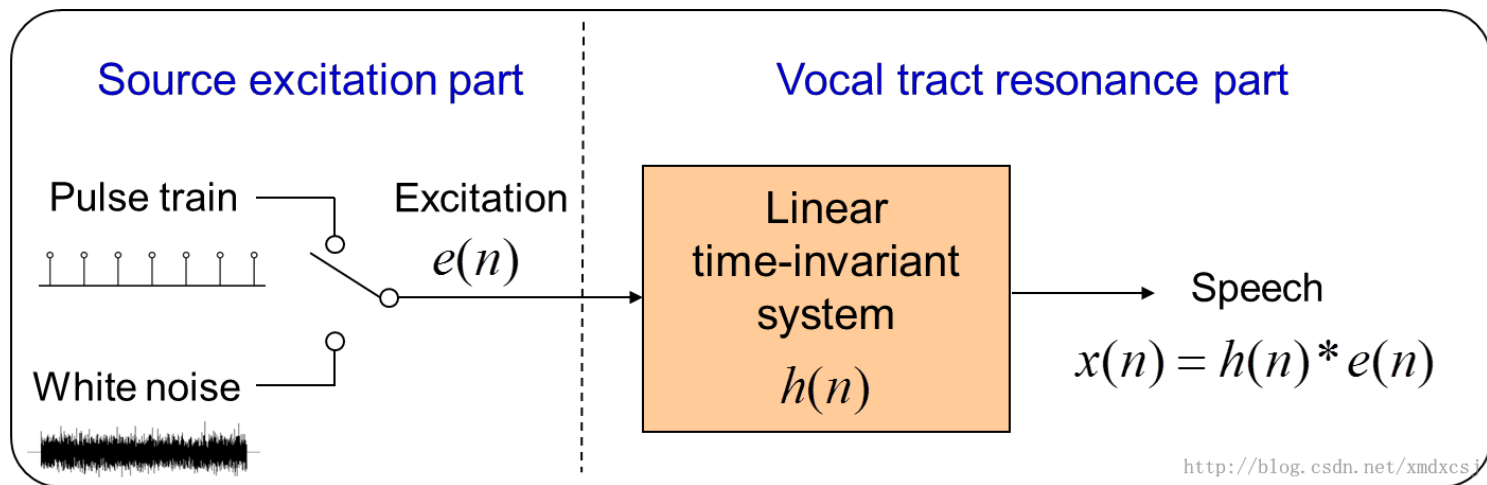 Source excitation part
Vocal tract resonance part
Pulse train
Excitation
e(n)
White noise
Linear
time-invariant
system
h(n)
Speech
x(n) = h(n) * e(n)
http://blog.csdn.net/xmdxcsj